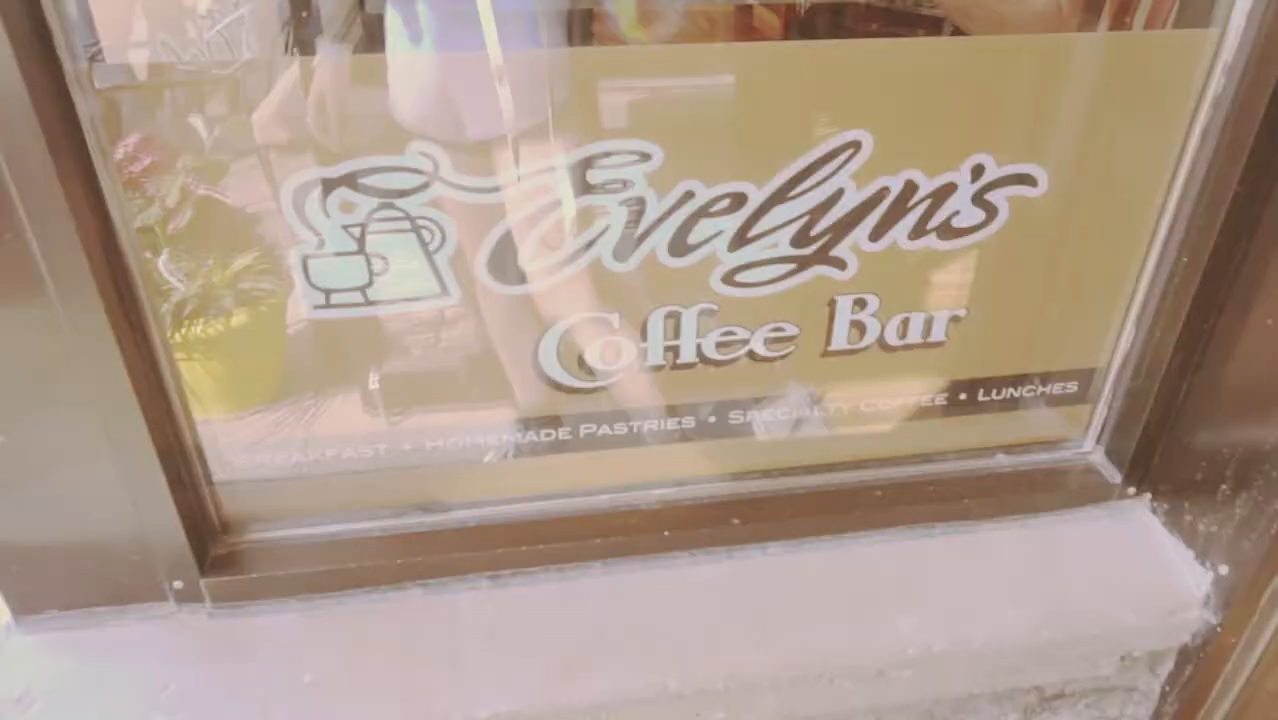 Evelyn's
Coffee Bar
BREAKFAST • HOMEMADE PASTRIES • SPECIALTY COFFEE • LUNCHES